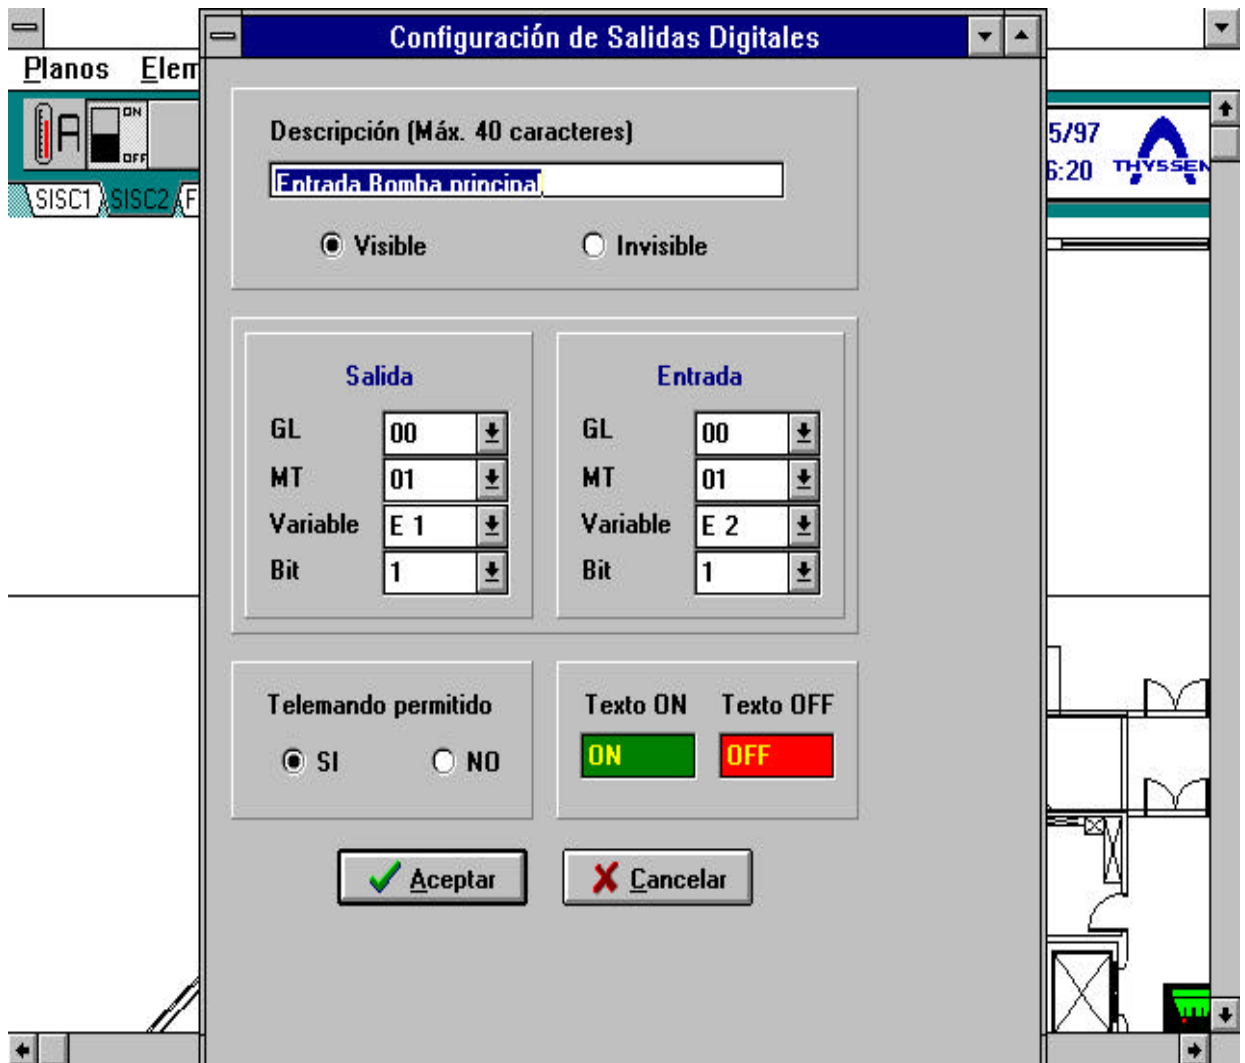 Configuración de Salidas Digitales
Planos Elem
A ON OFF
5/97
6:20 THYSSEN
SISC1 SISC2 F
Descripción (Máx. 40 caracteres)
Entrada Bomba principal
Visible Invisible
Salida Entrada
GL 00 GL 00
MT 01 MT 01
Variable E 1 Variable E 2
Bit 1 Bit 1
Telemando permitido Texto ON Texto OFF
SI NO ON OFF
Aceptar Cancelar